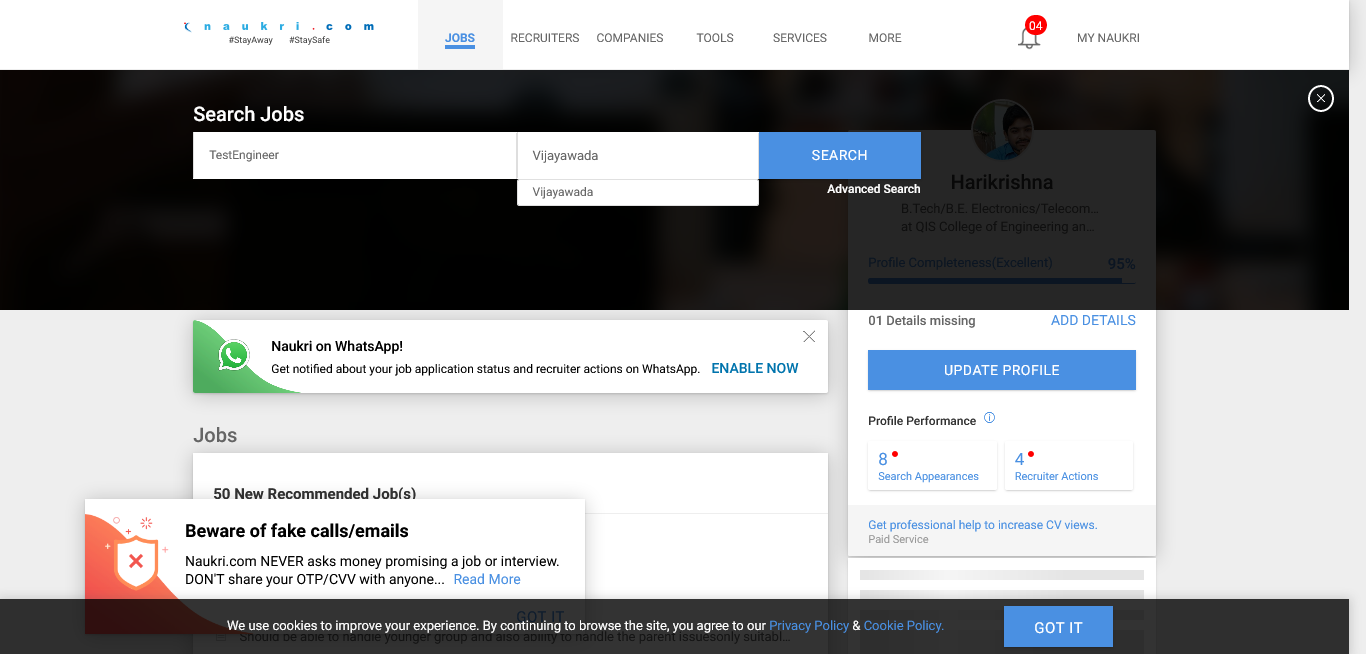 naukri.com
#StayAway #StaySafe
JOBS RECRUITERS COMPANIES TOOLS SERVICES MORE 04 MY NAUKRI
Search Jobs
TestEngineer Vijayawada SEARCH
Vijayawada
Advanced Search
Harikrishna
B.Tech/B.E. Electronics/Telecom...
at QIS College of Engineering an...
Profile Completeness(Excellent) 95%
01 Details missing ADD DETAILS
UPDATE PROFILE
Profile Performance
8 Search Appearances
4 Recruiter Actions
Get professional help to increase CV views.
Paid Service
Naukri on WhatsApp!
Get notified about your job application status and recruiter actions on WhatsApp. ENABLE NOW
Jobs
50 New Recommended Job(s)
Beware of fake calls/emails
Naukri.com NEVER asks money promising a job or interview.
DON'T share your OTP/CVV with anyone... Read More
GOT IT
We use cookies to improve your experience. By continuing to browse the site, you agree to our Privacy Policy & Cookie Policy. GOT IT
Should be able to handle younger group and also ability to handle the parent issuesonly suitabl...